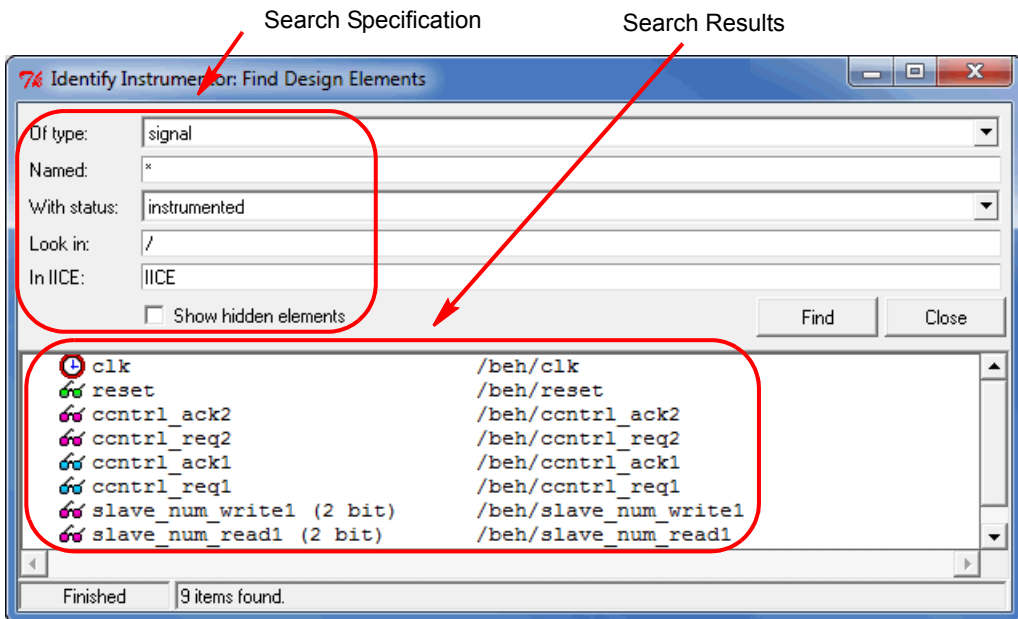 Search Specification
Search Results
Identify Instrumentor: Find Design Elements
Of type: signal
Named: *
With status: instrumented
Look in: /
In IICE: IICE
Show hidden elements Find Close
clk /beh/clk
reset /beh/reset
ccntrl_ack2 /beh/ccntrl_ack2
ccntrl_req2 /beh/ccntrl_req2
ccntrl_ack1 /beh/ccntrl_ack1
ccntrl_req1 /beh/ccntrl_req1
slave_num_write1 (2 bit) /beh/slave_num_write1
slave_num_read1 (2 bit) /beh/slave_num_read1
Finished 9 items found.